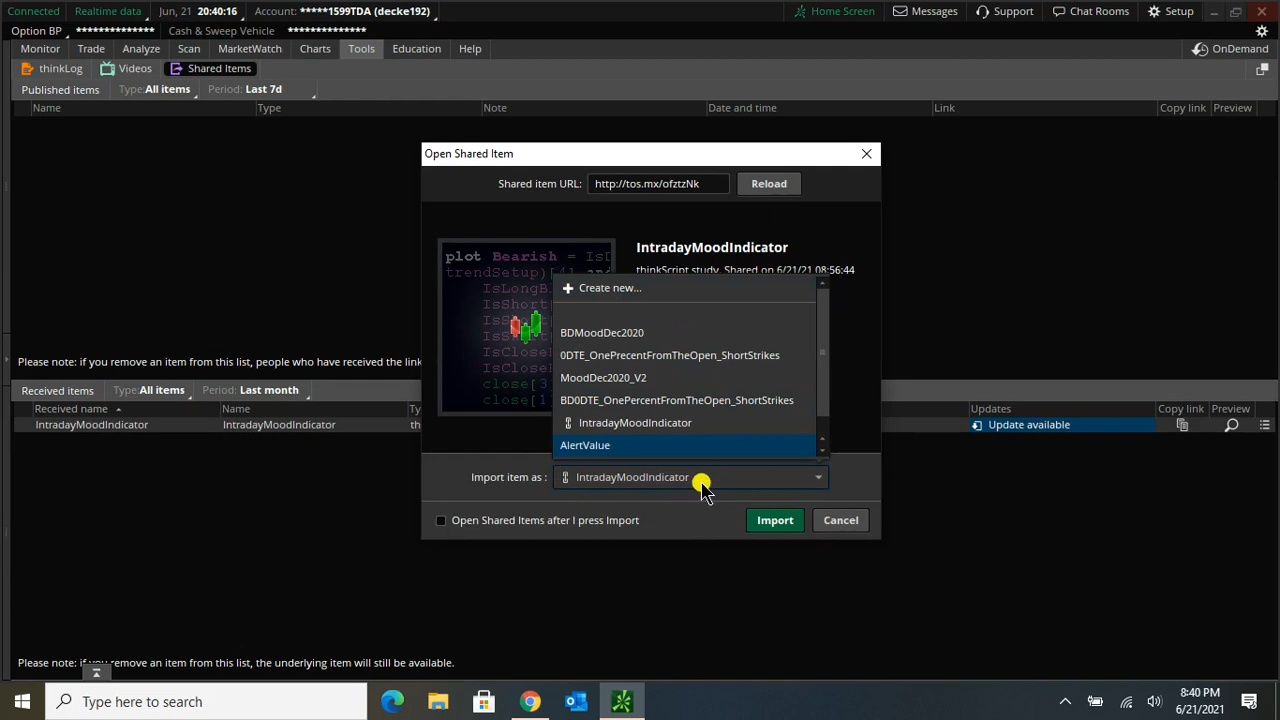 Connected Realtime data Jun, 21 20:40:16 Account: *****1599TDA (decke192) Home Screen Messages Support Chat Rooms Setup
Option BP ************** Cash & Sweep Vehicle **************
Monitor Trade Analyze Scan MarketWatch Charts Tools Education Help OnDemand
thinkLog Videos Shared Items
Published items Type: All items Period: Last 7d
Name Type Note Date and time Link Copy link Preview
Open Shared Item
Shared item URL: http://tos.mx/ofztzNk Reload
IntradayMoodIndicator
thinkScript study. Shared on 6/21/21 08:56:44
plot Bearish = IsD
trendSetup)[4]
IsLongB
IsShort
IsS
IsShort
IsCloseH
IsCloseH
close[3]
close[1]
Create new...
BDMoodDec2020
0DTE_OnePrecentFromTheOpen_ShortStrikes
MoodDec2020_V2
BD0DTE_OnePercentFromTheOpen_ShortStrikes
IntradayMoodIndicator
AlertValue
Import item as : IntradayMoodIndicator
Open Shared Items after I press Import Import Cancel
Please note: if you remove an item from this list, people who have received the link
Received items Type: All items Period: Last month
Received name Name Updates Copy link Preview
IntradayMoodIndicator IntradayMoodIndicator Update available
Please note: if you remove an item from this list, the underlying item will still be available.
Type here to search
8:40 PM
6/21/2021